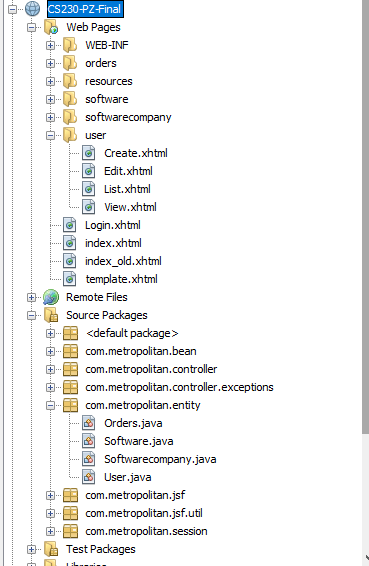 CS230-PZ-Final
Web Pages
WEB-INF
orders
resources
software
softwarecompany
user
Create.xhtml
Edit.xhtml
List.xhtml
View.xhtml
Login.xhtml
index.xhtml
index_old.xhtml
template.xhtml
Remote Files
Source Packages
<default package>
com.metropolitan.bean
com.metropolitan.controller
com.metropolitan.controller.exceptions
com.metropolitan.entity
Orders.java
Software.java
Softwarecompany.java
User.java
com.metropolitan.jsf
com.metropolitan.jsf.util
com.metropolitan.session
Test Packages